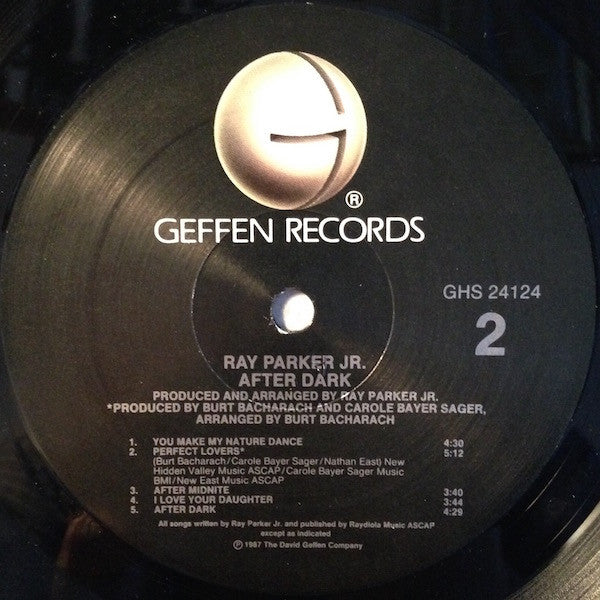 ®
GEFFEN RECORDS
GHS 24124
2
RAY PARKER JR.
AFTER DARK
PRODUCED AND ARRANGED BY RAY PARKER JR.
*PRODUCED BY BURT BACHARACH AND CAROLE BAYER SAGER,
ARRANGED BY BURT BACHARACH
1. YOU MAKE MY NATURE DANCE 4:30
2. PERFECT LOVERS* 5:12
(Burt Bacharach/Carole Bayer Sager/Nathan East) New
Hidden Valley Music ASCAP/Carole Bayer Sager Music
BMI/New East Music ASCAP
3. AFTER MIDNITE 3:40
4. I LOVE YOUR DAUGHTER 3:44
5. AFTER DARK 4:29
All songs written by Ray Parker Jr. and published by Raydiola Music ASCAP
except as indicated
℗ 1987 The David Geffen Company